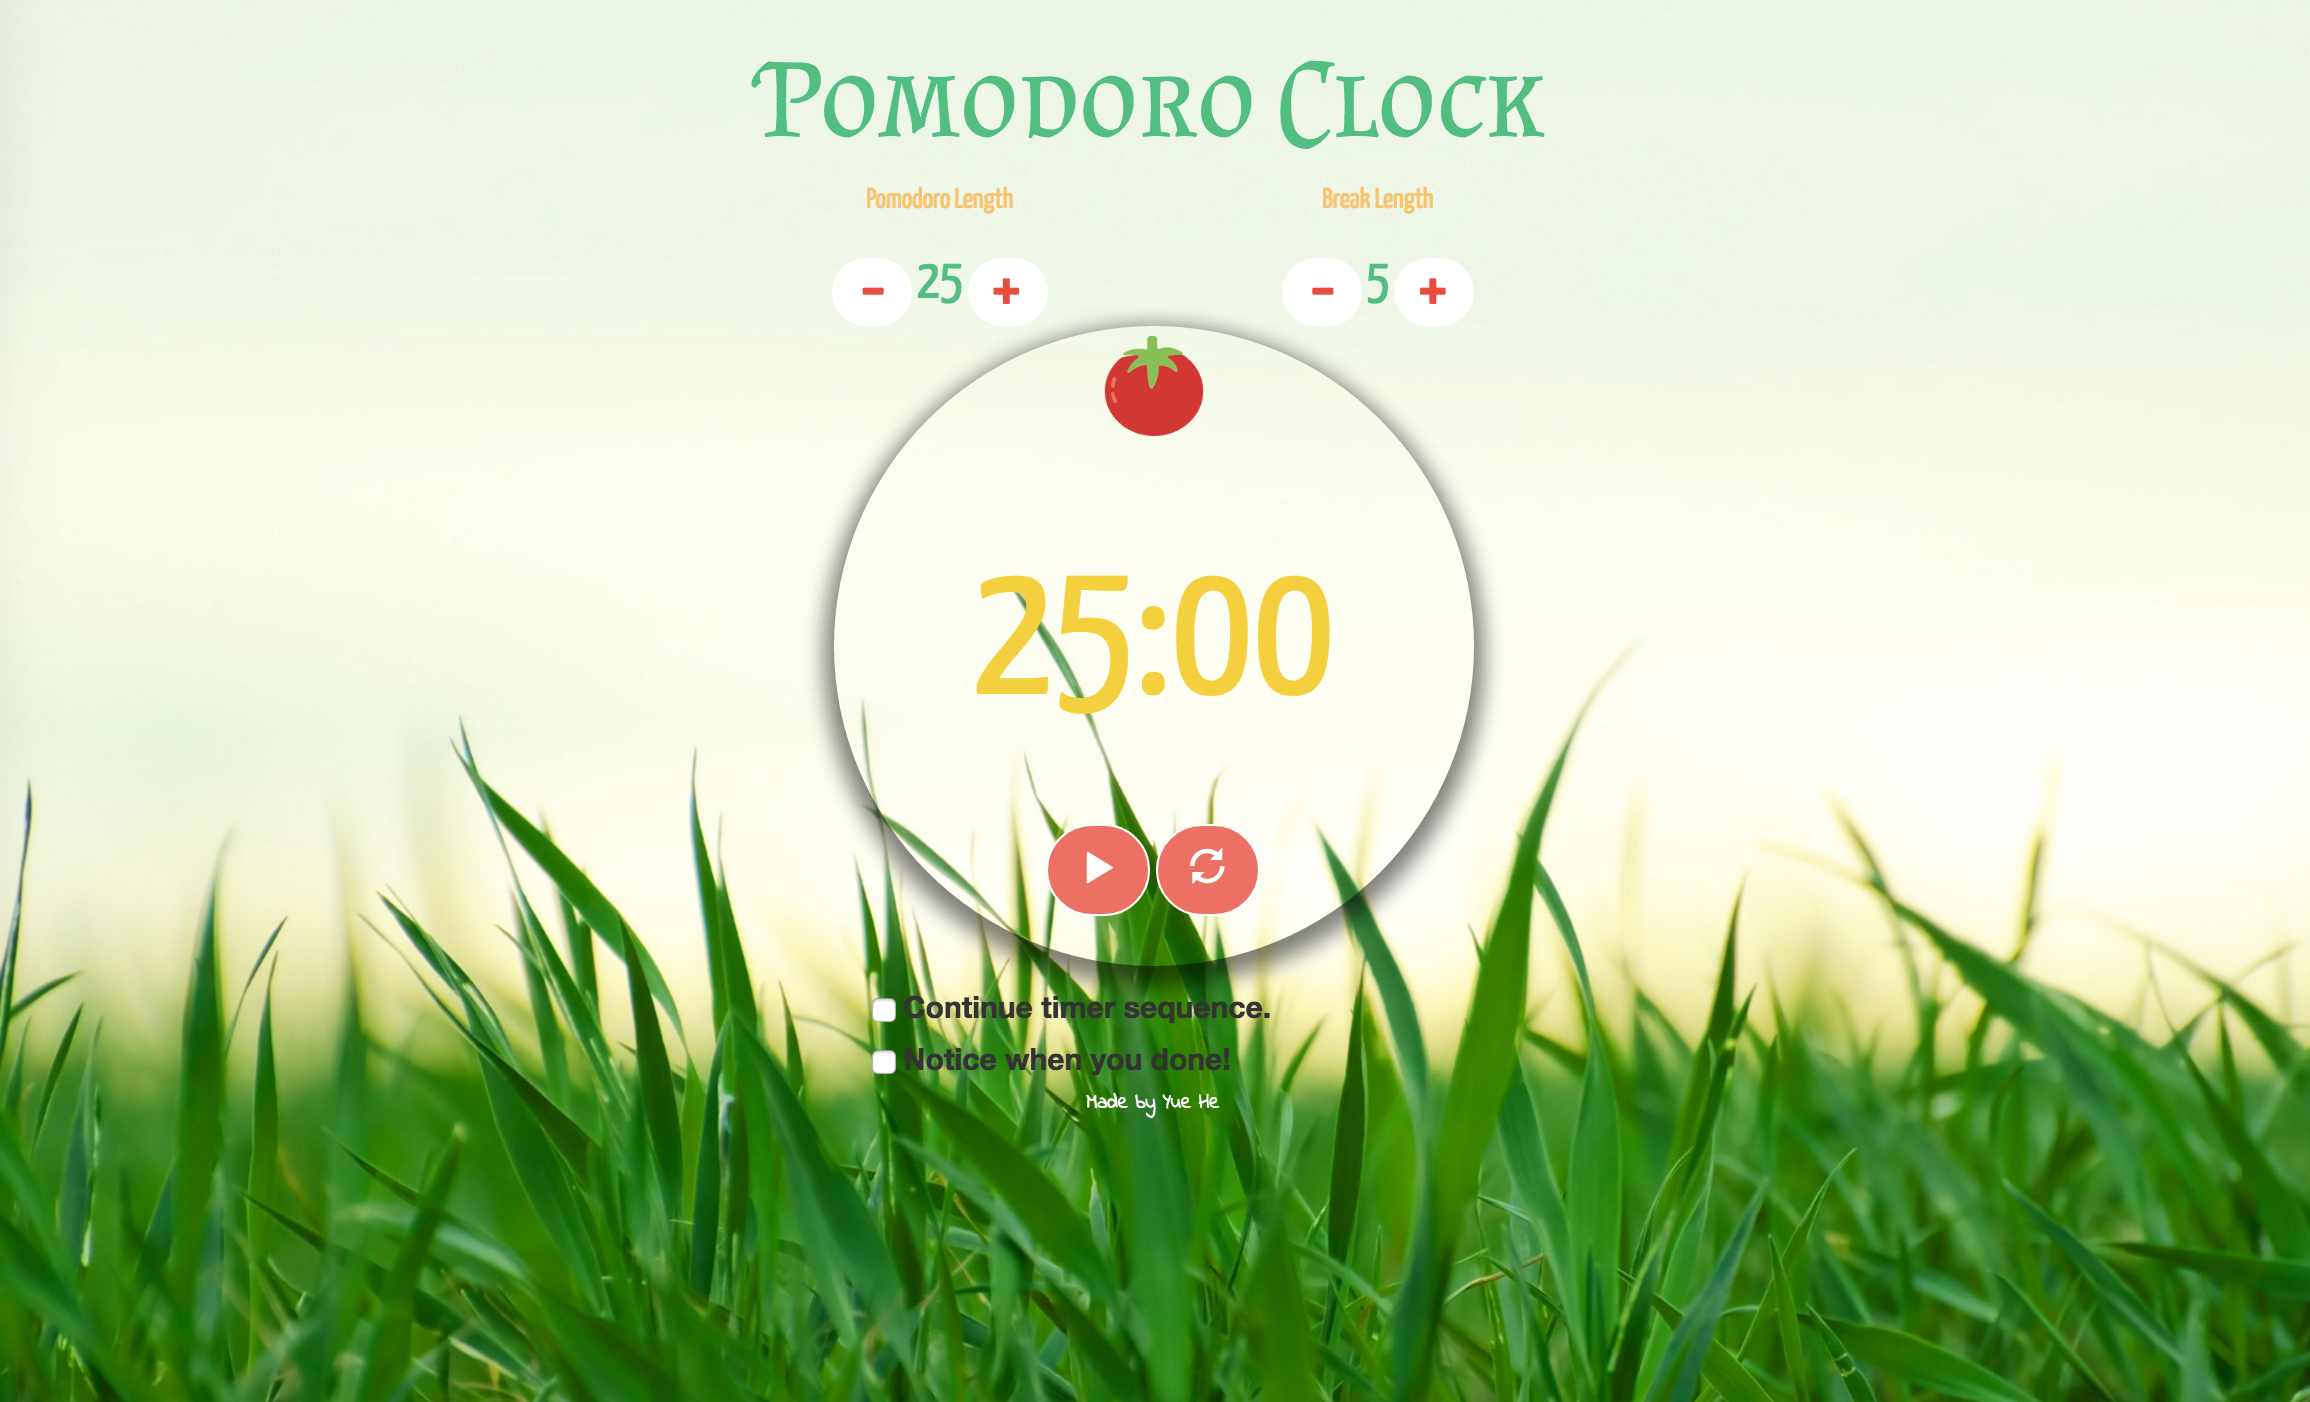 Pomodoro Clock
Pomodoro Length
Break Length
25
5
25:00
Continue timer sequence.
Notice when you done!
Made by Yue He